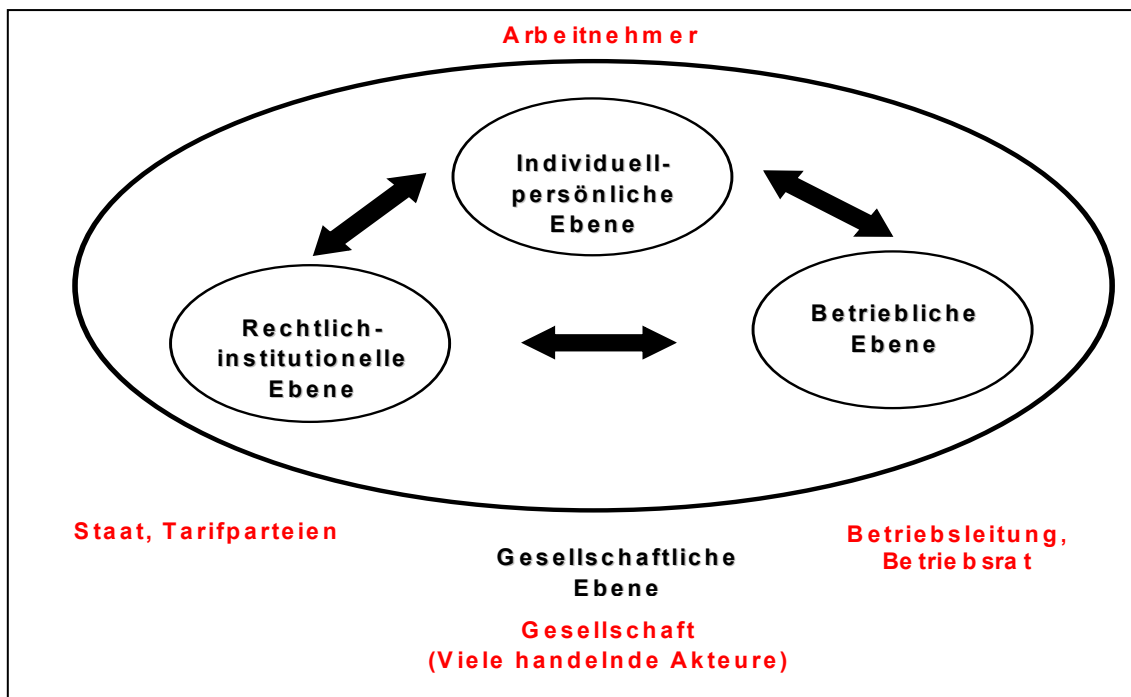 Arbeitnehmer
Individuell-
persönliche
Ebene
Rechtlich-
institutionelle
Ebene
Betriebliche
Ebene
Staat, Tarifparteien
Betriebsleitung,
Betriebsrat
Gesellschaftliche
Ebene
Gesellschaft
(Viele handelnde Akteure)